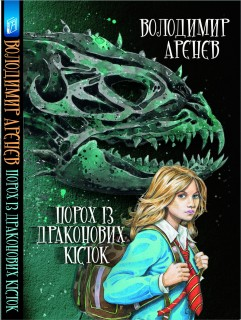 ВОЛОДИМИР АРЄНЄВ ПОРОХ ІЗ ДРАКОНОВИХ КІСТОК
ВОЛОДИМИР
АРЄНЄВ
ПОРОХ ІЗ
ДРАКОНОВИХ
КІСТОК